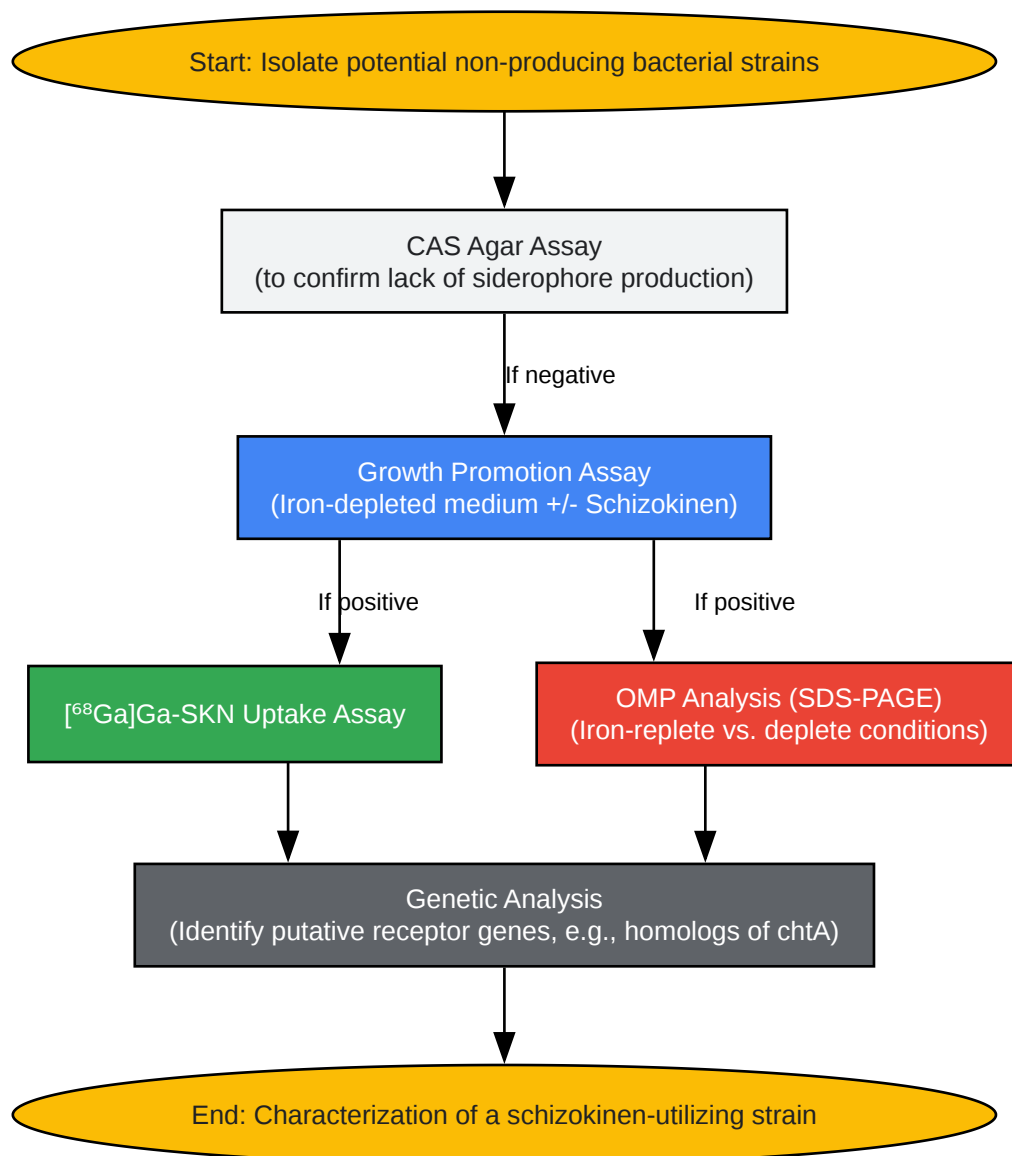 Start: Isolate potential non-producing bacterial strains
CAS Agar Assay
(to confirm lack of siderophore production)
If negative
Growth Promotion Assay
(Iron-depleted medium +/- Schizokinen)
If positive
If positive
[⁶⁸Ga]Ga-SKN Uptake Assay
OMP Analysis (SDS-PAGE)
(Iron-replete vs. deplete conditions)
Genetic Analysis
(Identify putative receptor genes, e.g., homologs of chtA)
End: Characterization of a schizokinen-utilizing strain